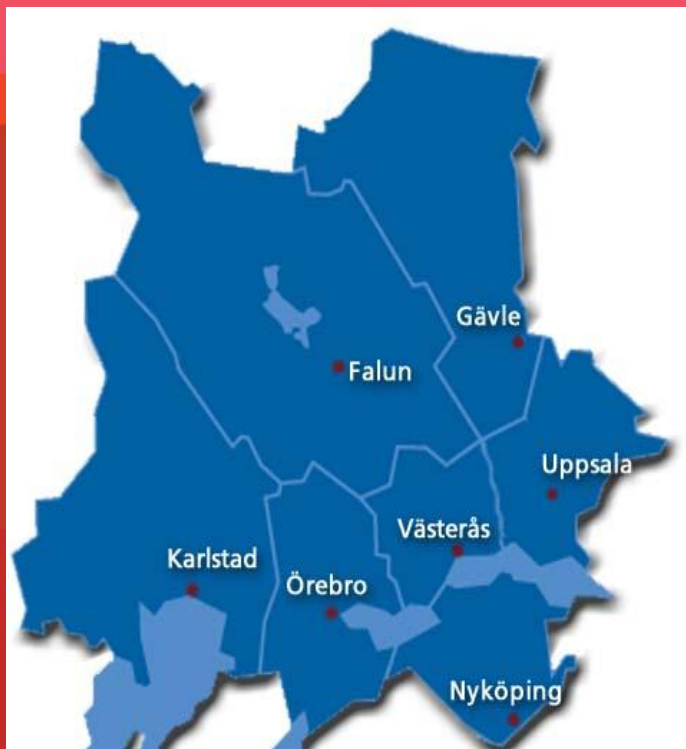 Gävle
Falun
Uppsala
Västerås
Karlstad
Örebro
Nyköping